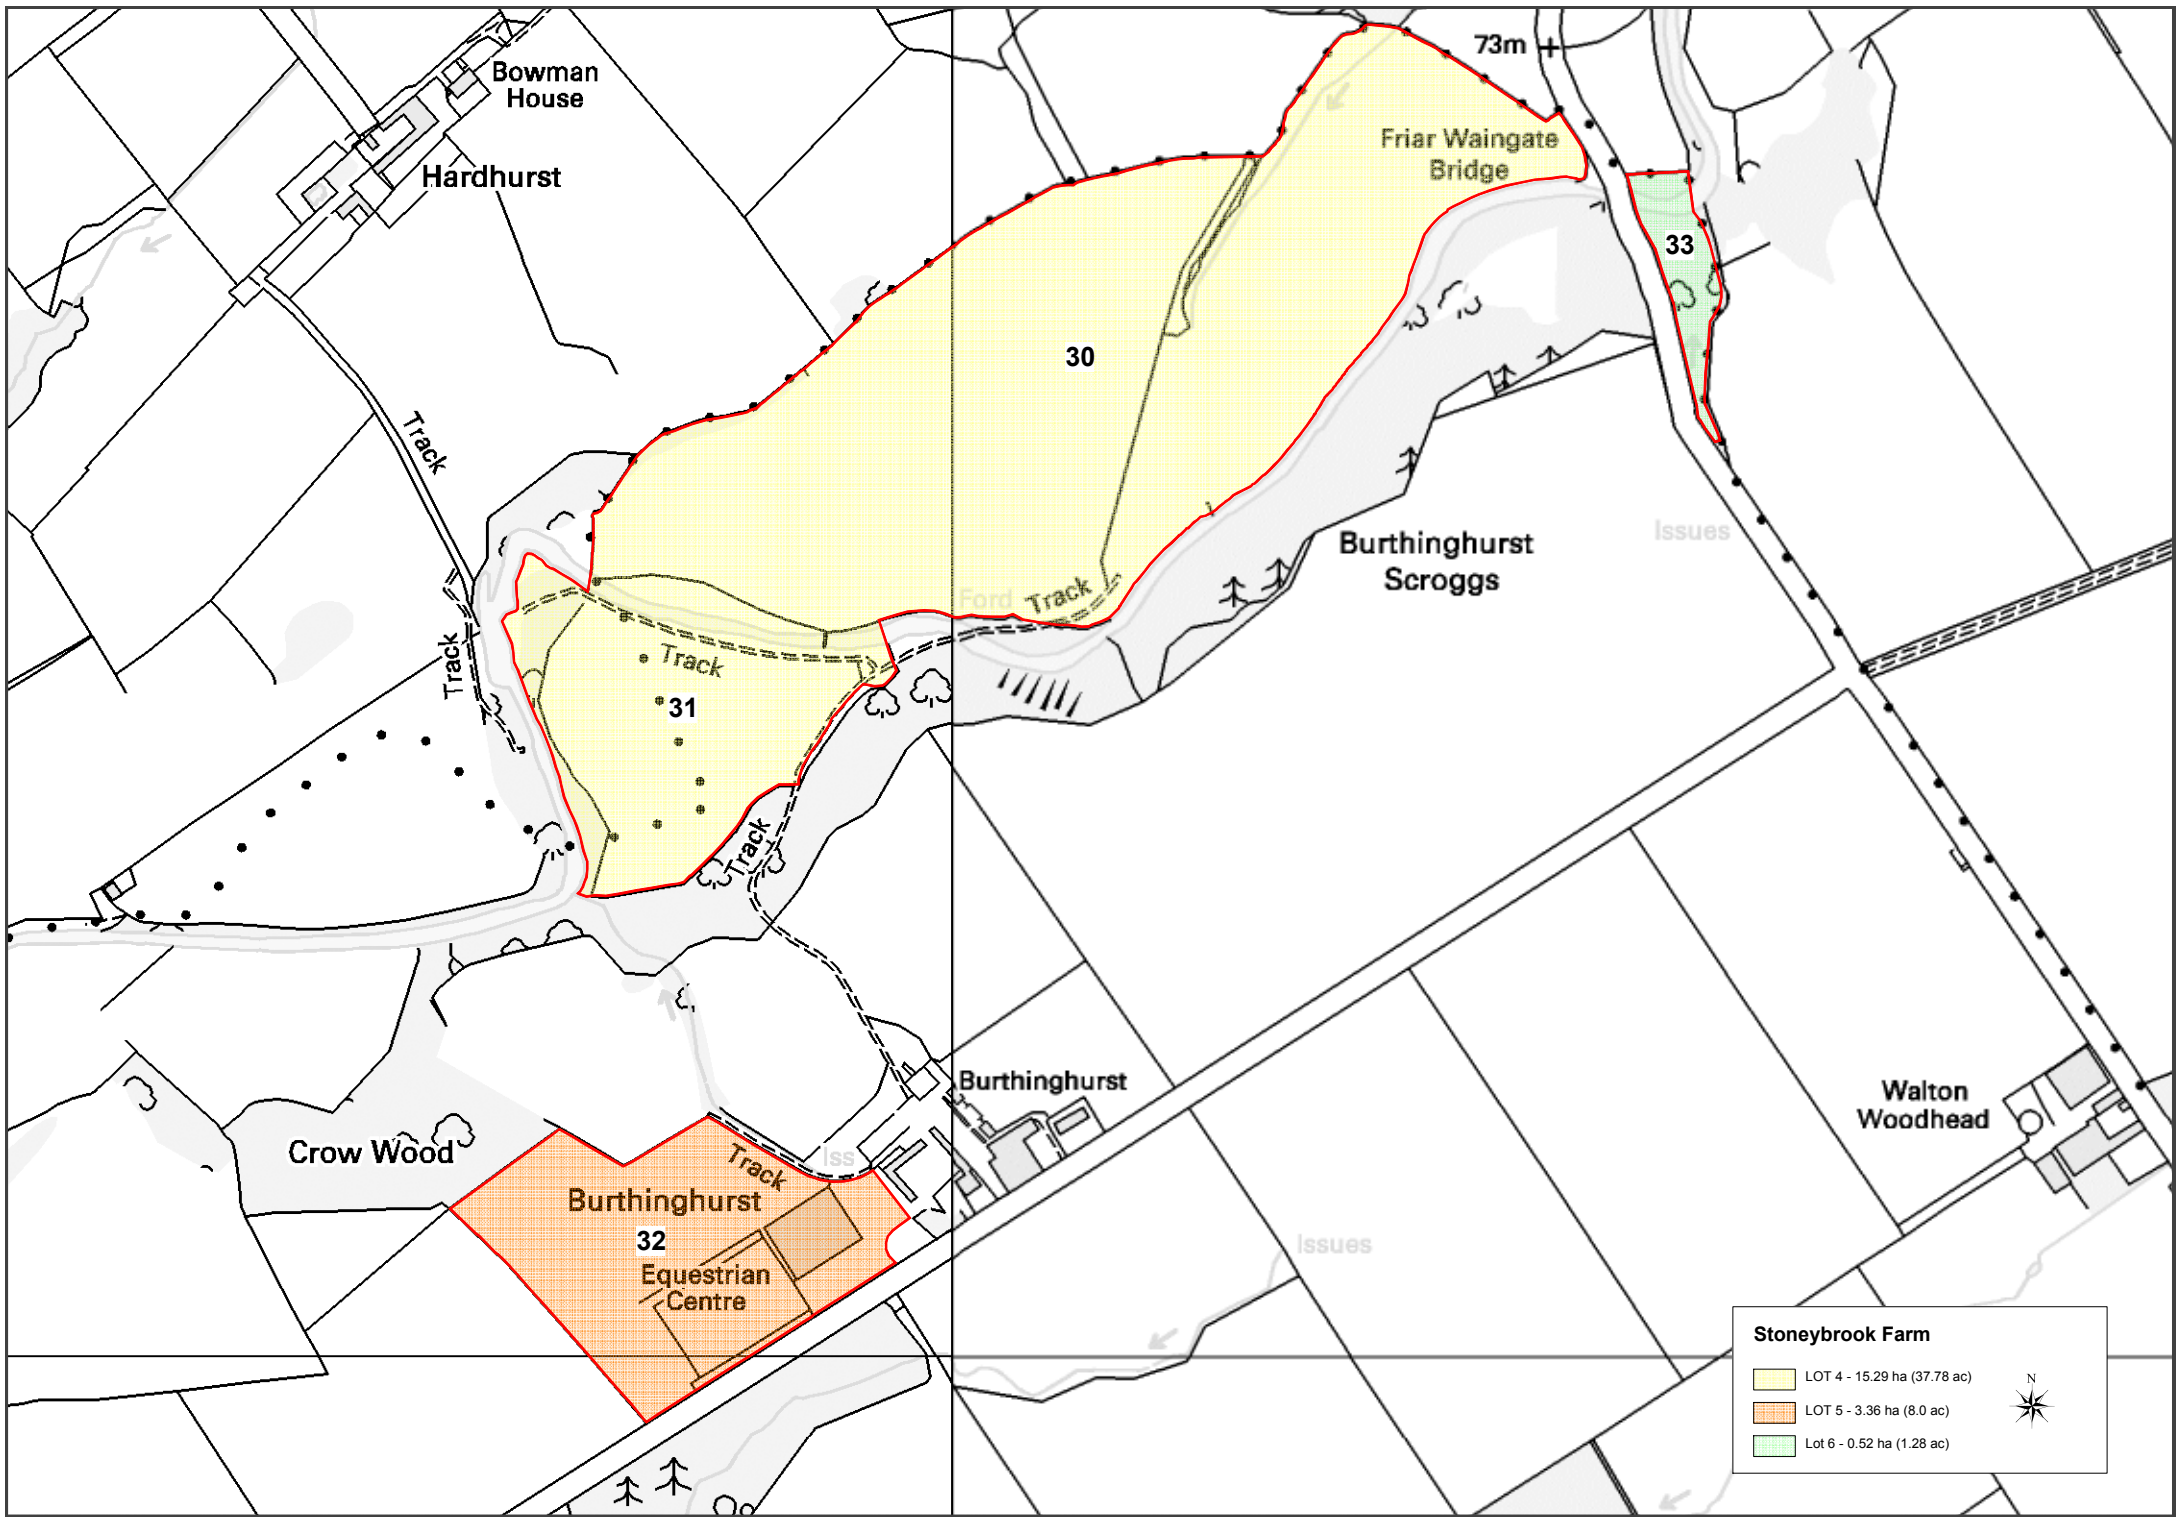 Bowman
House
73m
Friar Waingate
Bridge
Hardhurst
33
30
Track
Issues
Burthinghurst
Scroggs
Ford
Track
Track
Track
31
Track
Burthinghurst
Walton
Woodhead
Crow Wood
Iss
Track
Burthinghurst
32
Issues
Equestrian
Centre
Stoneybrook Farm
LOT 4 - 15.29 ha (37.78 ac)
N
LOT 5 - 3.36 ha (8.0 ac)
Lot 6 - 0.52 ha (1.28 ac)